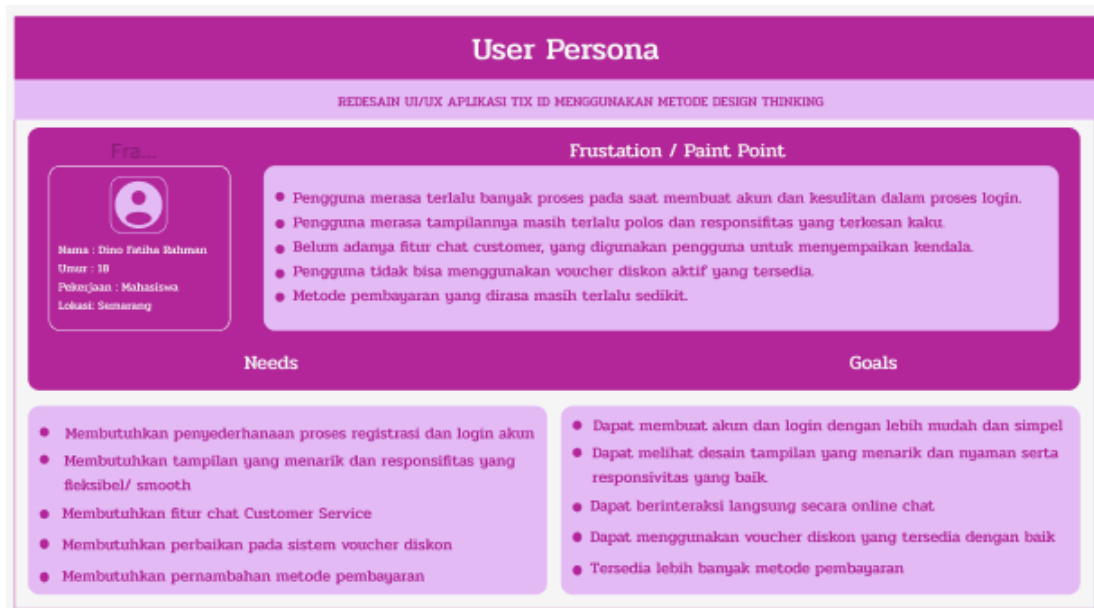 User Persona
REDESAIN UI/UX APLIKASI TIX ID MENGGUNAKAN METODE DESIGN THINKING
Fra...
Nama : Dino Fatiha Rahman
Umur : 18
Pekerjaan : Mahasiswa
Lokasi: Semarang
Frustation / Paint Point
Pengguna merasa terlalu banyak proses pada saat membuat akun dan kesulitan dalam proses login.
Pengguna merasa tampilannya masih terlalu polos dan responsifitas yang terkesan kaku.
Belum adanya fitur chat customer, yang digunakan pengguna untuk menyempaikan kendala.
Pengguna tidak bisa menggunakan voucher diskon aktif yang tersedia.
Metode pembayaran yang dirasa masih terlalu sedikit.
Needs
Membutuhkan penyederhanaan proses registrasi dan login akun
Membutuhkan tampilan yang menarik dan responsifitas yang
fleksibel/ smooth
Membutuhkan fitur chat Customer Service
Membutuhkan perbaikan pada sistem voucher diskon
Membutuhkan pernambahan metode pembayaran
Goals
Dapat membuat akun dan login dengan lebih mudah dan simpel
Dapat melihat desain tampilan yang menarik dan nyaman serta
responsivitas yang baik
Dapat berinteraksi langsung secara online chat
Dapat menggunakan voucher diskon yang tersedia dengan baik
Tersedia lebih banyak metode pembayaran